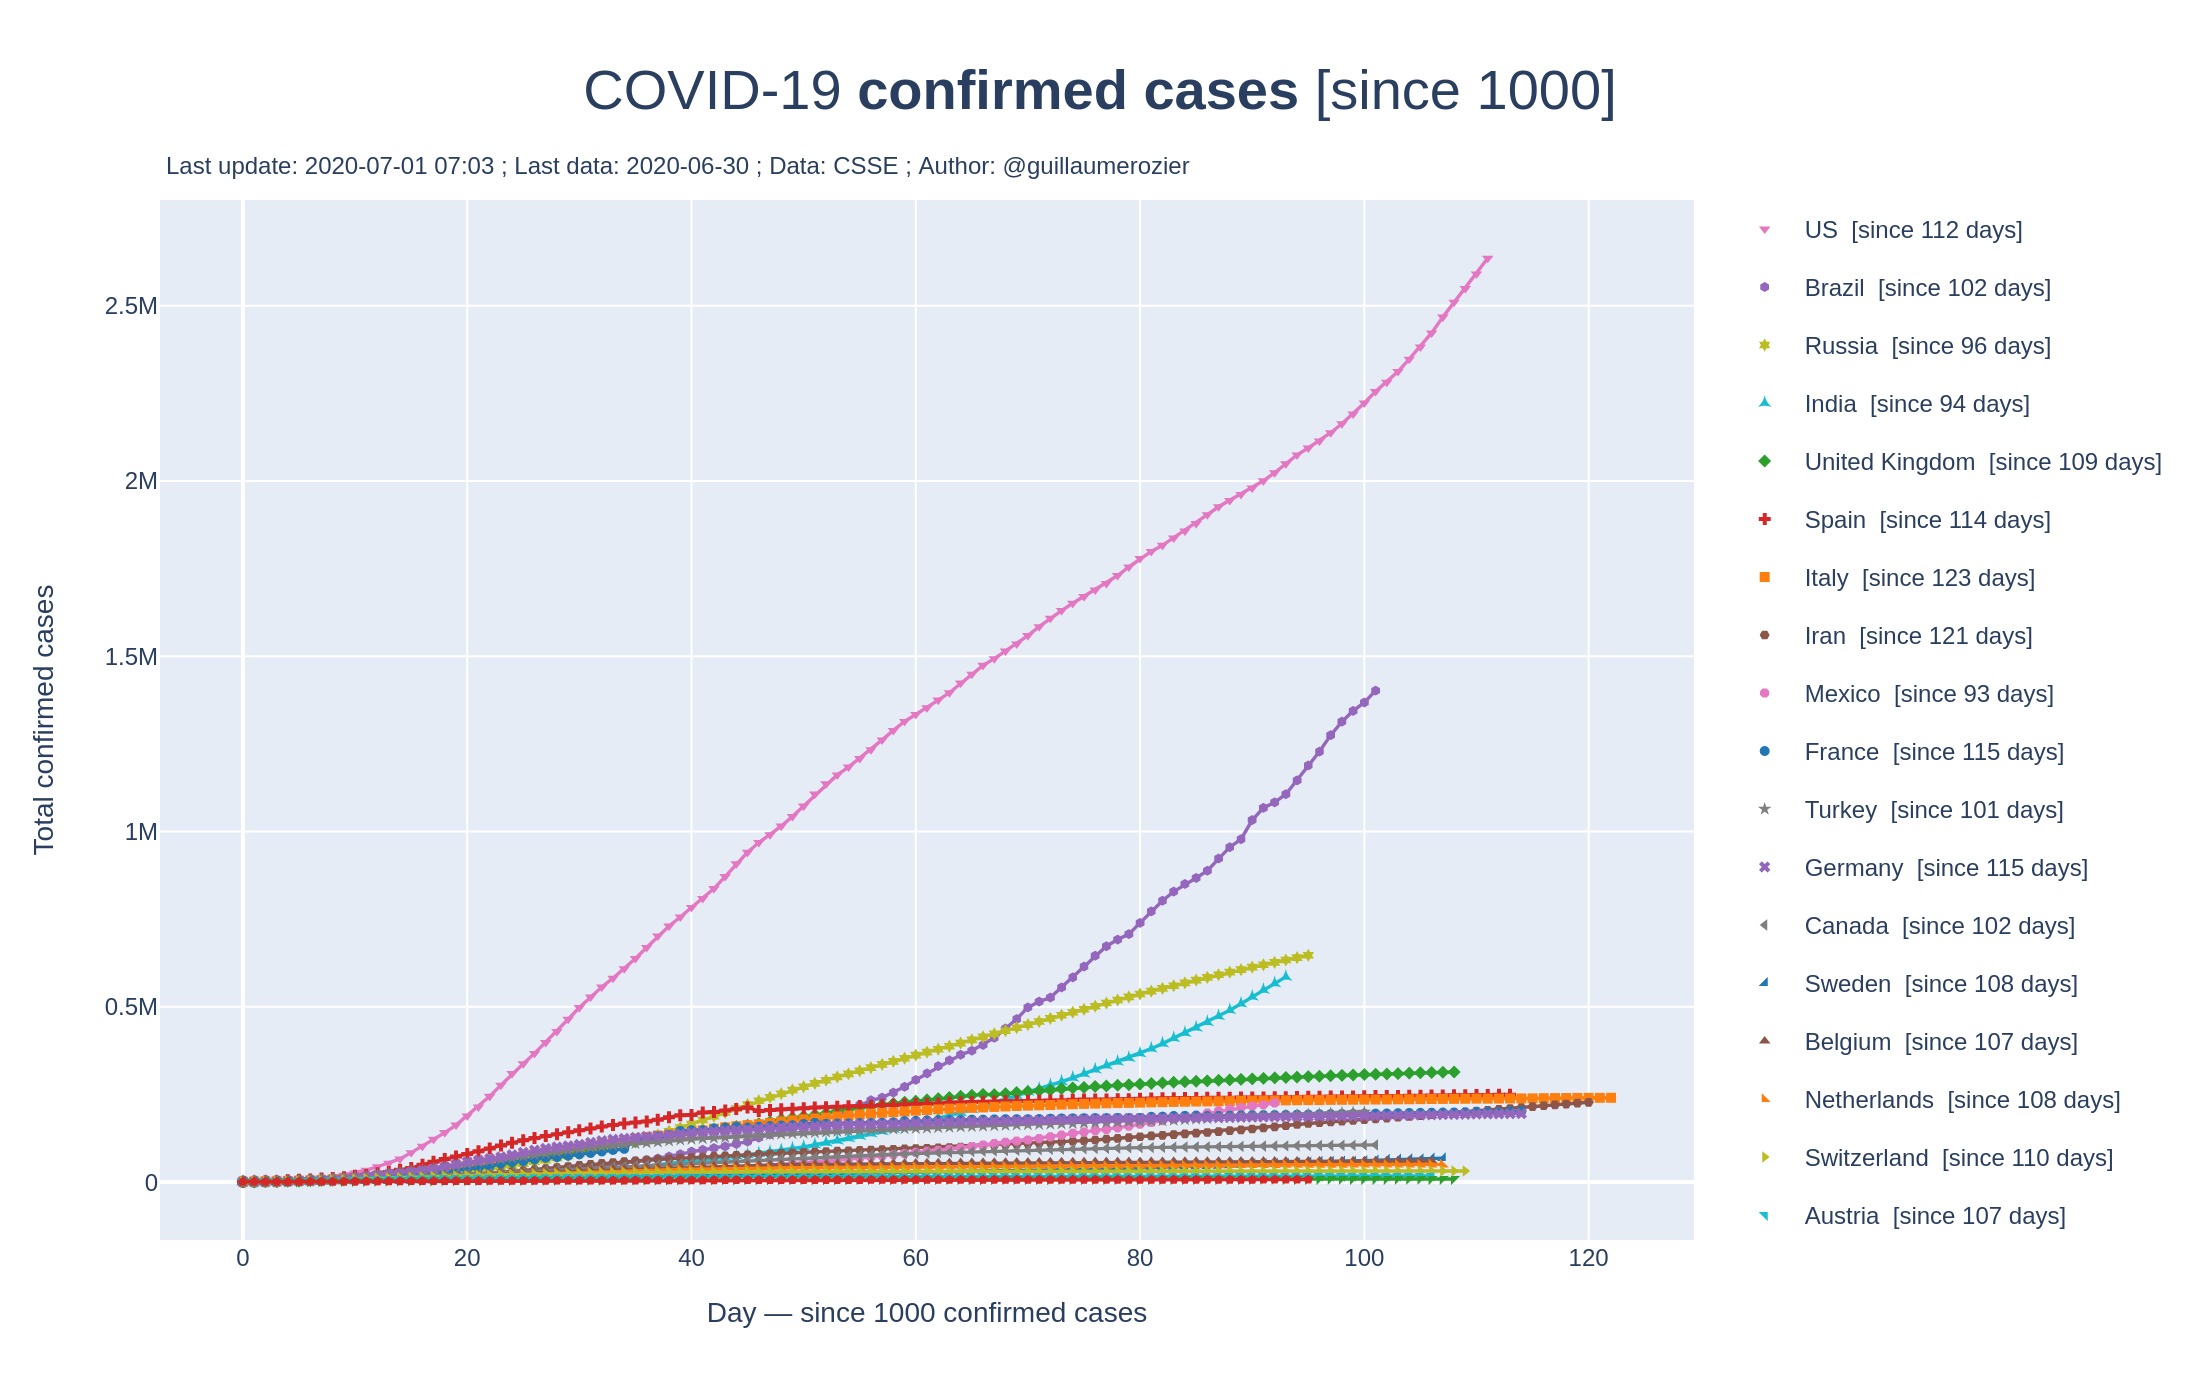 COVID-19 confirmed cases [since 1000]
Last update: 2020-07-01 07:03 ; Last data: 2020-06-30 ; Data: CSSE ; Author: @guillaumerozier
Total confirmed cases
2.5M
2M
1.5M
1M
0.5M
0
0 20 40 60 80 100 120
Day — since 1000 confirmed cases
US [since 112 days]
Brazil [since 102 days]
Russia [since 96 days]
India [since 94 days]
United Kingdom [since 109 days]
Spain [since 114 days]
Italy [since 123 days]
Iran [since 121 days]
Mexico [since 93 days]
France [since 115 days]
Turkey [since 101 days]
Germany [since 115 days]
Canada [since 102 days]
Sweden [since 108 days]
Belgium [since 107 days]
Netherlands [since 108 days]
Switzerland [since 110 days]
Austria [since 107 days]